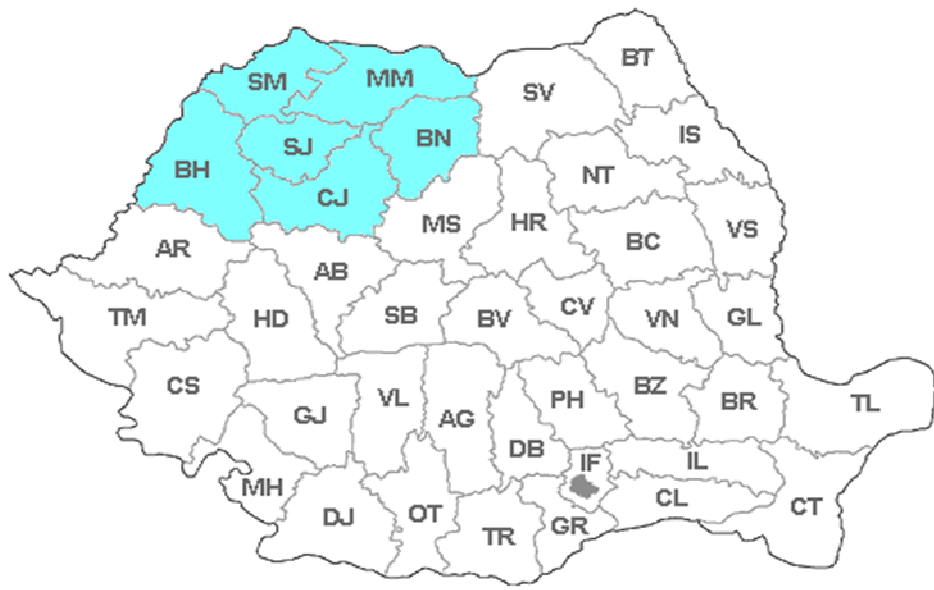 BT
SM
MM
SV
BN
IS
SJ
BH
NT
CJ
MS
HR
VS
BC
AR
AB
TM
HD
SB
BV
CV
VN
GL
CS
VL
PH
BZ
BR
TL
GJ
AG
DB
IF
IL
MH
CL
CT
DJ
OT
TR
GR